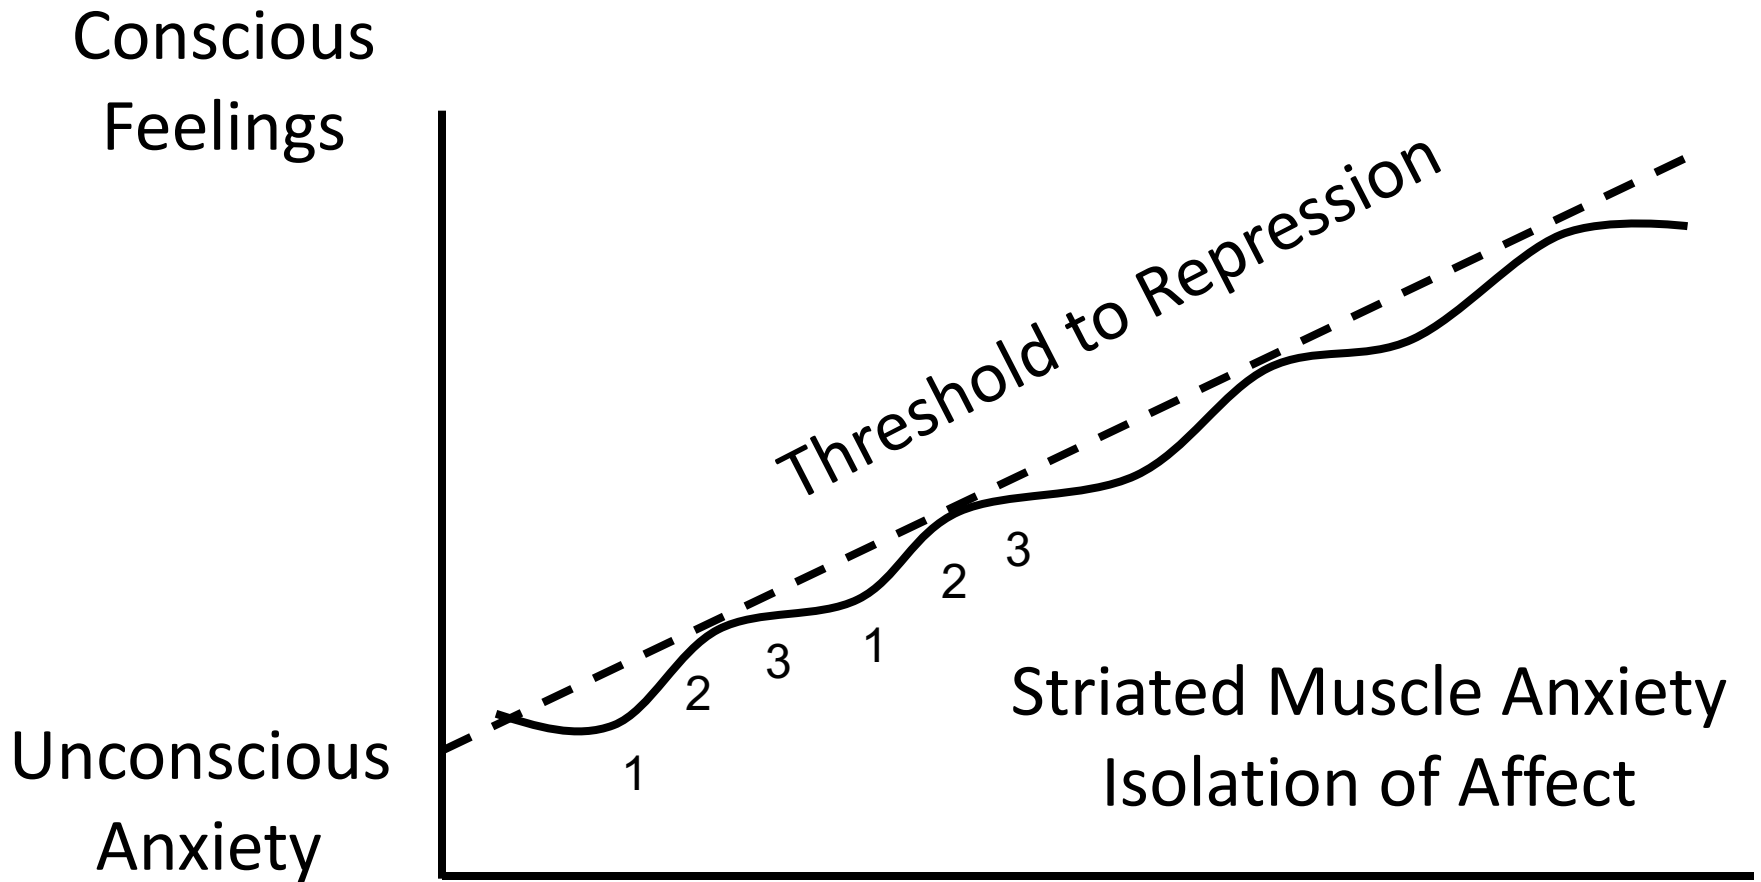 Conscious
Feelings
Threshold to Repression
3
2
1
3
2
1
Striated Muscle Anxiety
Isolation of Affect
Unconscious
Anxiety